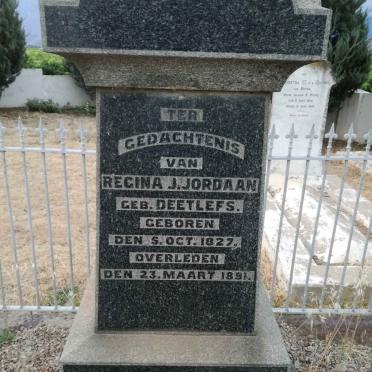 TER
GEDACHTENIS
VAN
REGINA J. JORDAAN
GEB. DEETLEFS.
GEBOREN
DEN 5. OCT. 1827.
OVERLEDEN
DEN 23. MAART 1891.